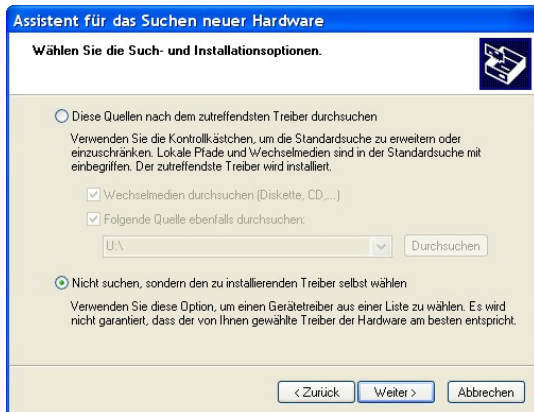 Assistent für das Suchen neuer Hardware
Wählen Sie die Such- und Installationsoptionen.
Diese Quellen nach dem zutreffendsten Treiber durchsuchen
Verwenden Sie die Kontrollkästchen, um die Standardsuche zu erweitern oder
einzuschränken. Lokale Pfade und Wechselmedien sind in der Standardsuche mit
einbegriffen. Der zutreffendste Treiber wird installiert.
Wechselmedien durchsuchen (Diskette, CD,...)
Folgende Quelle ebenfalls durchsuchen:
U:\ Durchsuchen
Nicht suchen, sondern den zu installierenden Treiber selbst wählen
Verwenden Sie diese Option, um einen Gerätetreiber aus einer Liste zu wählen. Es wird
nicht garantiert, dass der von Ihnen gewählte Treiber der Hardware am besten entspricht.
< Zurück Weiter > Abbrechen